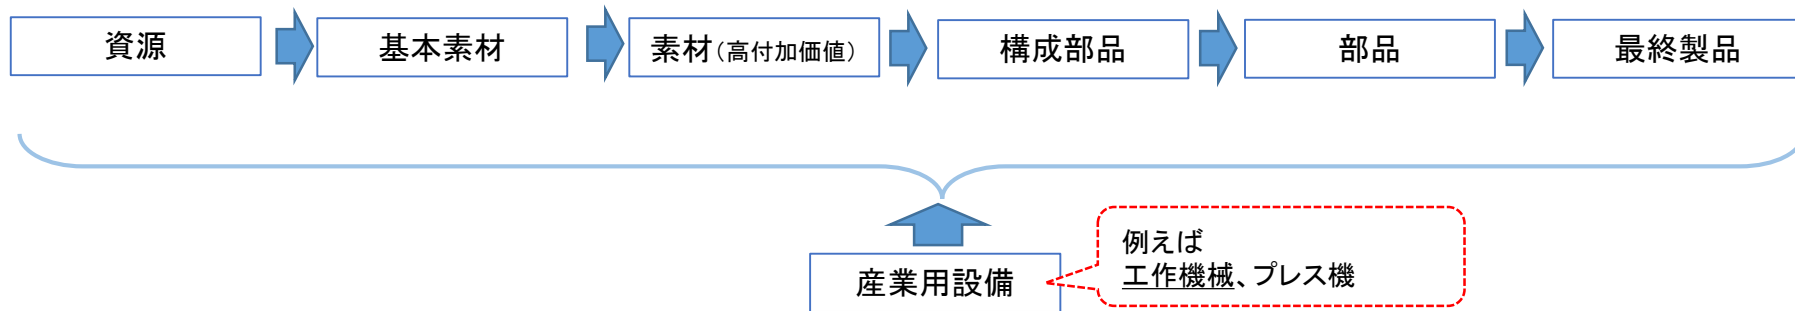 資源
基本素材
素材(高付加価値)
構成部品
部品
最終製品
産業用設備
例えば
工作機械、プレス機